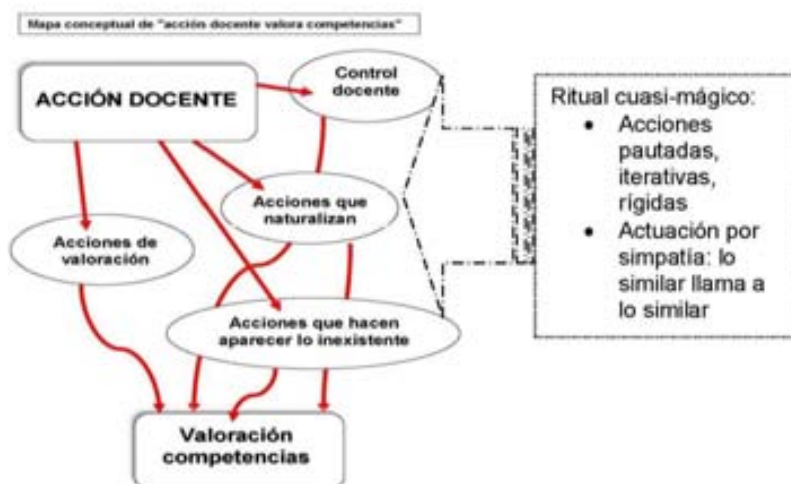 Mapa conceptual de "acción docente valora competencias"
ACCIÓN DOCENTE
Control
docente
Acciones que
naturalizan
Acciones de
valoración
Acciones que hacen
aparecer lo inexistente
Valoración
competencias
Ritual cuasi-mágico:
• Acciones
pautadas,
iterativas,
rígidas
• Actuación por
simpatía: lo
similar llama a
lo similar